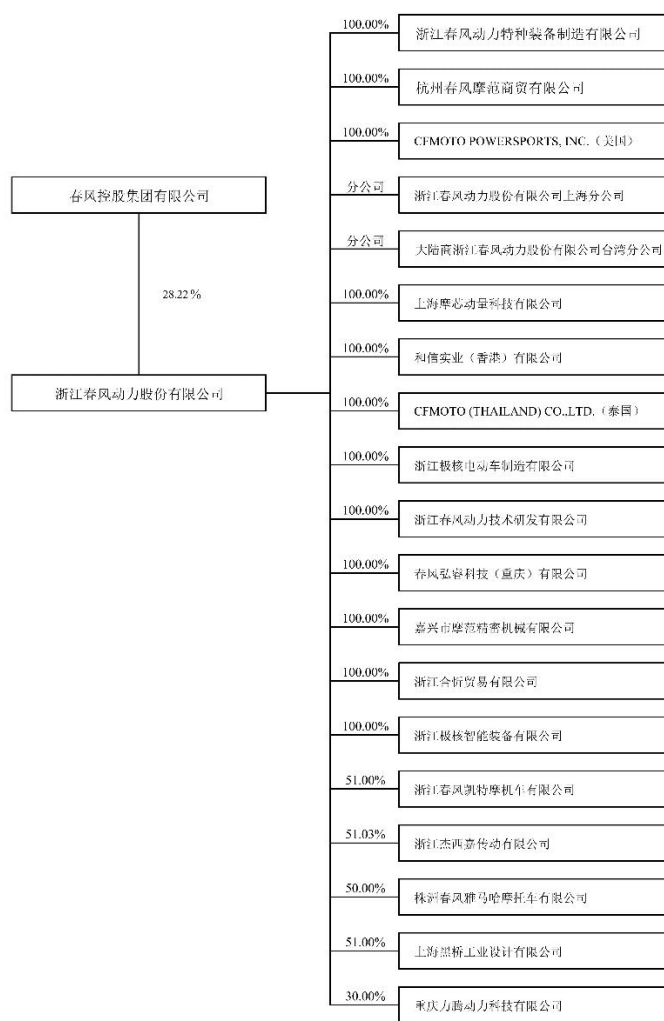 100.00%
浙江春风动力特种装备制造有限公司
100.00%
杭州春风摩范商贸有限公司
100.00%
CFMOTO POWERSPORTS, INC.（美国）
春风控股集团有限公司
分公司
浙江春风动力股份有限公司上海分公司
分公司
大陆商浙江春风动力股份有限公司台湾分公司
28.22%
100.00%
上海摩芯动量科技有限公司
100.00%
和信实业（香港）有限公司
浙江春风动力股份有限公司
100.00%
CFMOTO (THAILAND) CO.,LTD.（泰国）
100.00%
浙江极核电动车制造有限公司
100.00%
浙江春风动力技术研发有限公司
100.00%
春风弘睿科技（重庆）有限公司
100.00%
嘉兴市摩范精密机械有限公司
100.00%
浙江合忻贸易有限公司
100.00%
浙江极核智能装备有限公司
51.00%
浙江春风凯特摩机车有限公司
51.03%
浙江杰西嘉传动有限公司
50.00%
株洲春风雅马哈摩托车有限公司
51.00%
上海黑桥工业设计有限公司
30.00%
重庆力腾动力科技有限公司